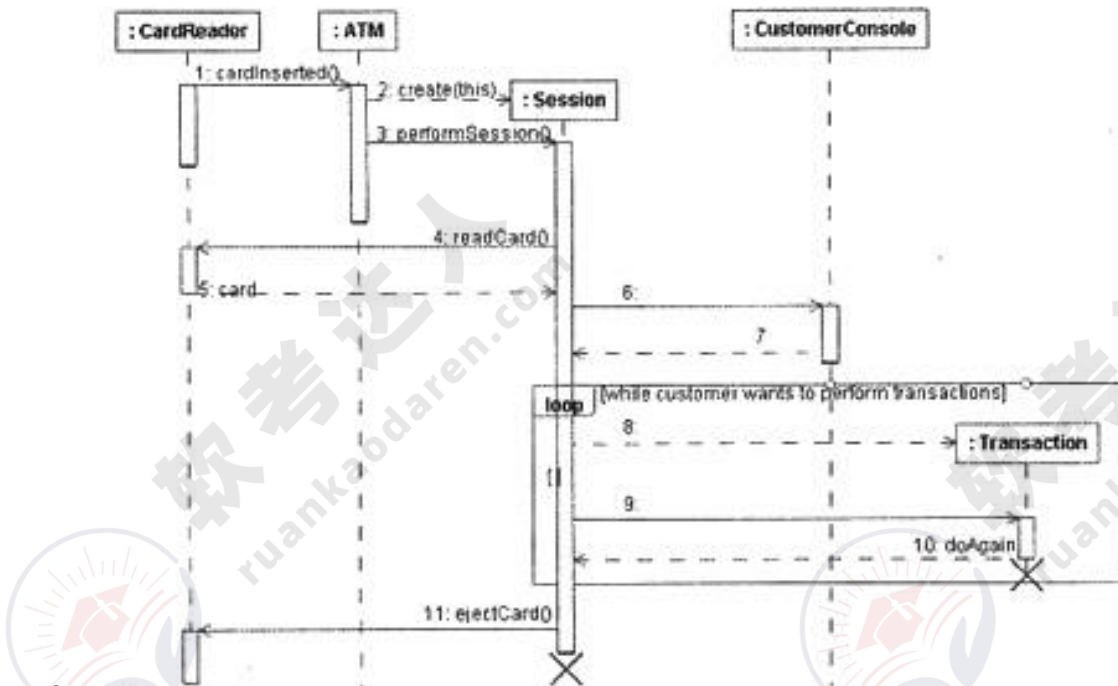 : CardReader
: ATM
: CustomerConsole
1: cardInserted()
2: create(this)
: Session
3: performSession()
4: readCard()
5: card
6:
7
loop
[while customer wants to perform transactions]
8
: Transaction
[ ]
9:
10: doAgain
11: ejectCard()
软考达人
ruankaodaren.com